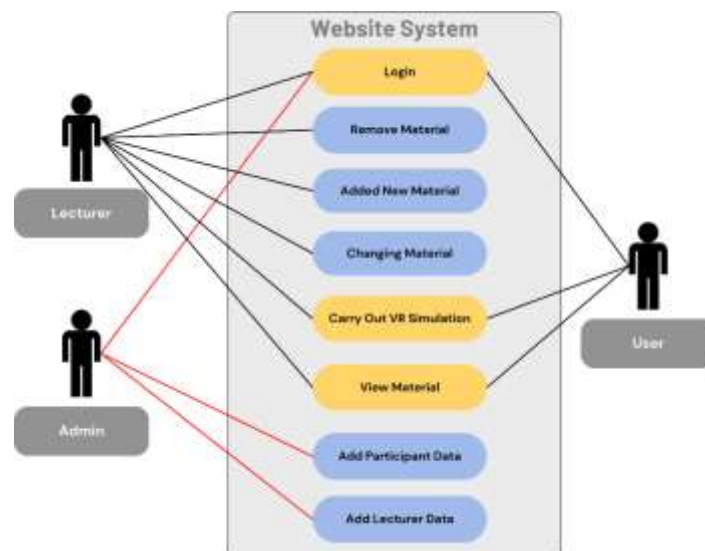 Website System
Login
Remove Material
Added New Material
Lecturer
Changing Material
Carry Out VR Simulation
User
View Material
Admin
Add Participant Data
Add Lecturer Data